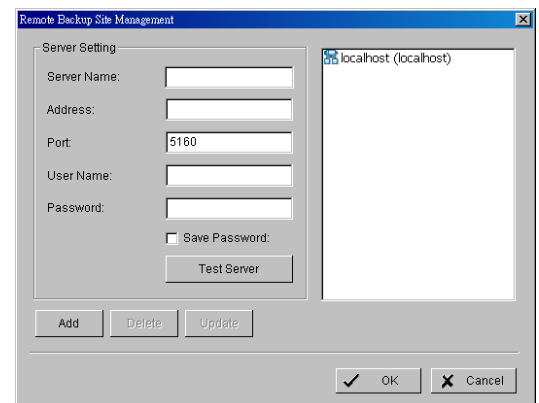 Remote Backup Site Management
Server Setting
Server Name:
Address:
Port: 5160
User Name:
Password:
Save Password:
Test Server
localhost (localhost)
Add Delete Update
OK Cancel